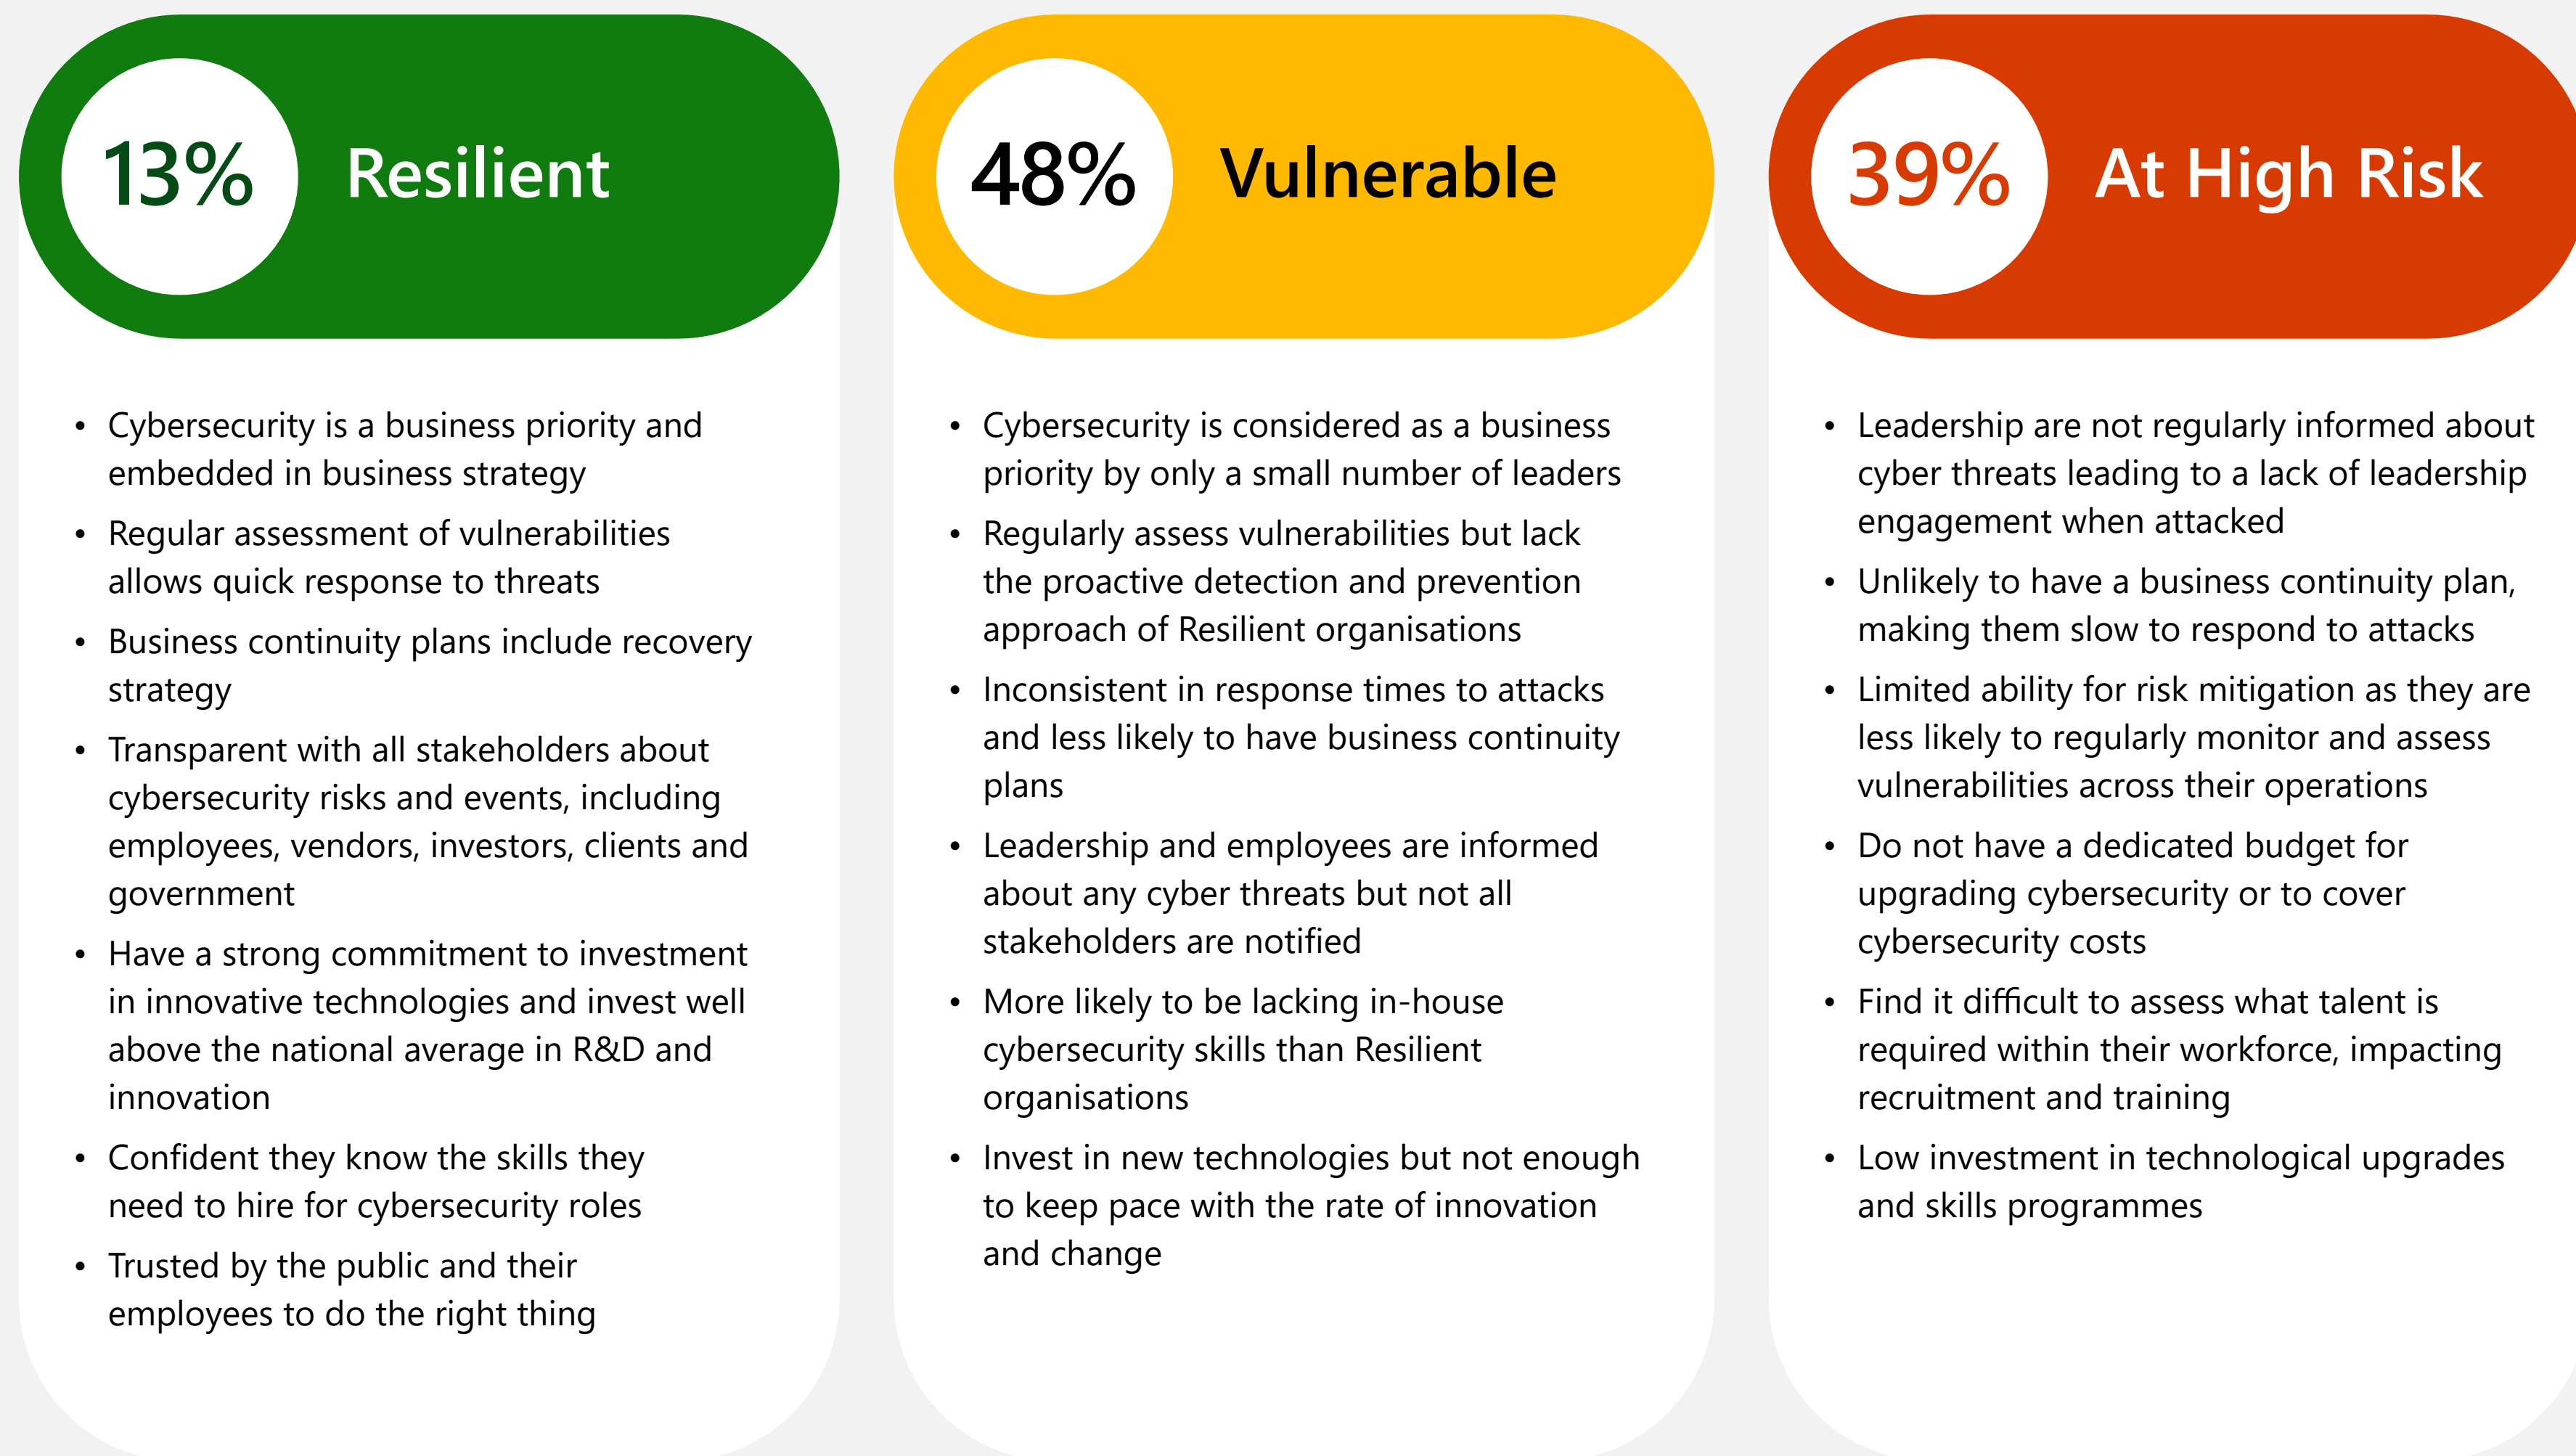 13%
Resilient
• Cybersecurity is a business priority and
embedded in business strategy
• Regular assessment of vulnerabilities
allows quick response to threats
• Business continuity plans include recovery
strategy
• Transparent with all stakeholders about
cybersecurity risks and events, including
employees, vendors, investors, clients and
government
• Have a strong commitment to investment
in innovative technologies and invest well
above the national average in R&D and
innovation
• Confident they know the skills they
need to hire for cybersecurity roles
• Trusted by the public and their
employees to do the right thing
48%
Vulnerable
• Cybersecurity is considered as a business
priority by only a small number of leaders
• Regularly assess vulnerabilities but lack
the proactive detection and prevention
approach of Resilient organisations
• Inconsistent in response times to attacks
and less likely to have business continuity
plans
• Leadership and employees are informed
about any cyber threats but not all
stakeholders are notified
• More likely to be lacking in-house
cybersecurity skills than Resilient
organisations
• Invest in new technologies but not enough
to keep pace with the rate of innovation
and change
39%
At High Risk
• Leadership are not regularly informed about
cyber threats leading to a lack of leadership
engagement when attacked
• Unlikely to have a business continuity plan,
making them slow to respond to attacks
• Limited ability for risk mitigation as they are
less likely to regularly monitor and assess
vulnerabilities across their operations
• Do not have a dedicated budget for
upgrading cybersecurity or to cover
cybersecurity costs
• Find it difficult to assess what talent is
required within their workforce, impacting
recruitment and training
• Low investment in technological upgrades
and skills programmes